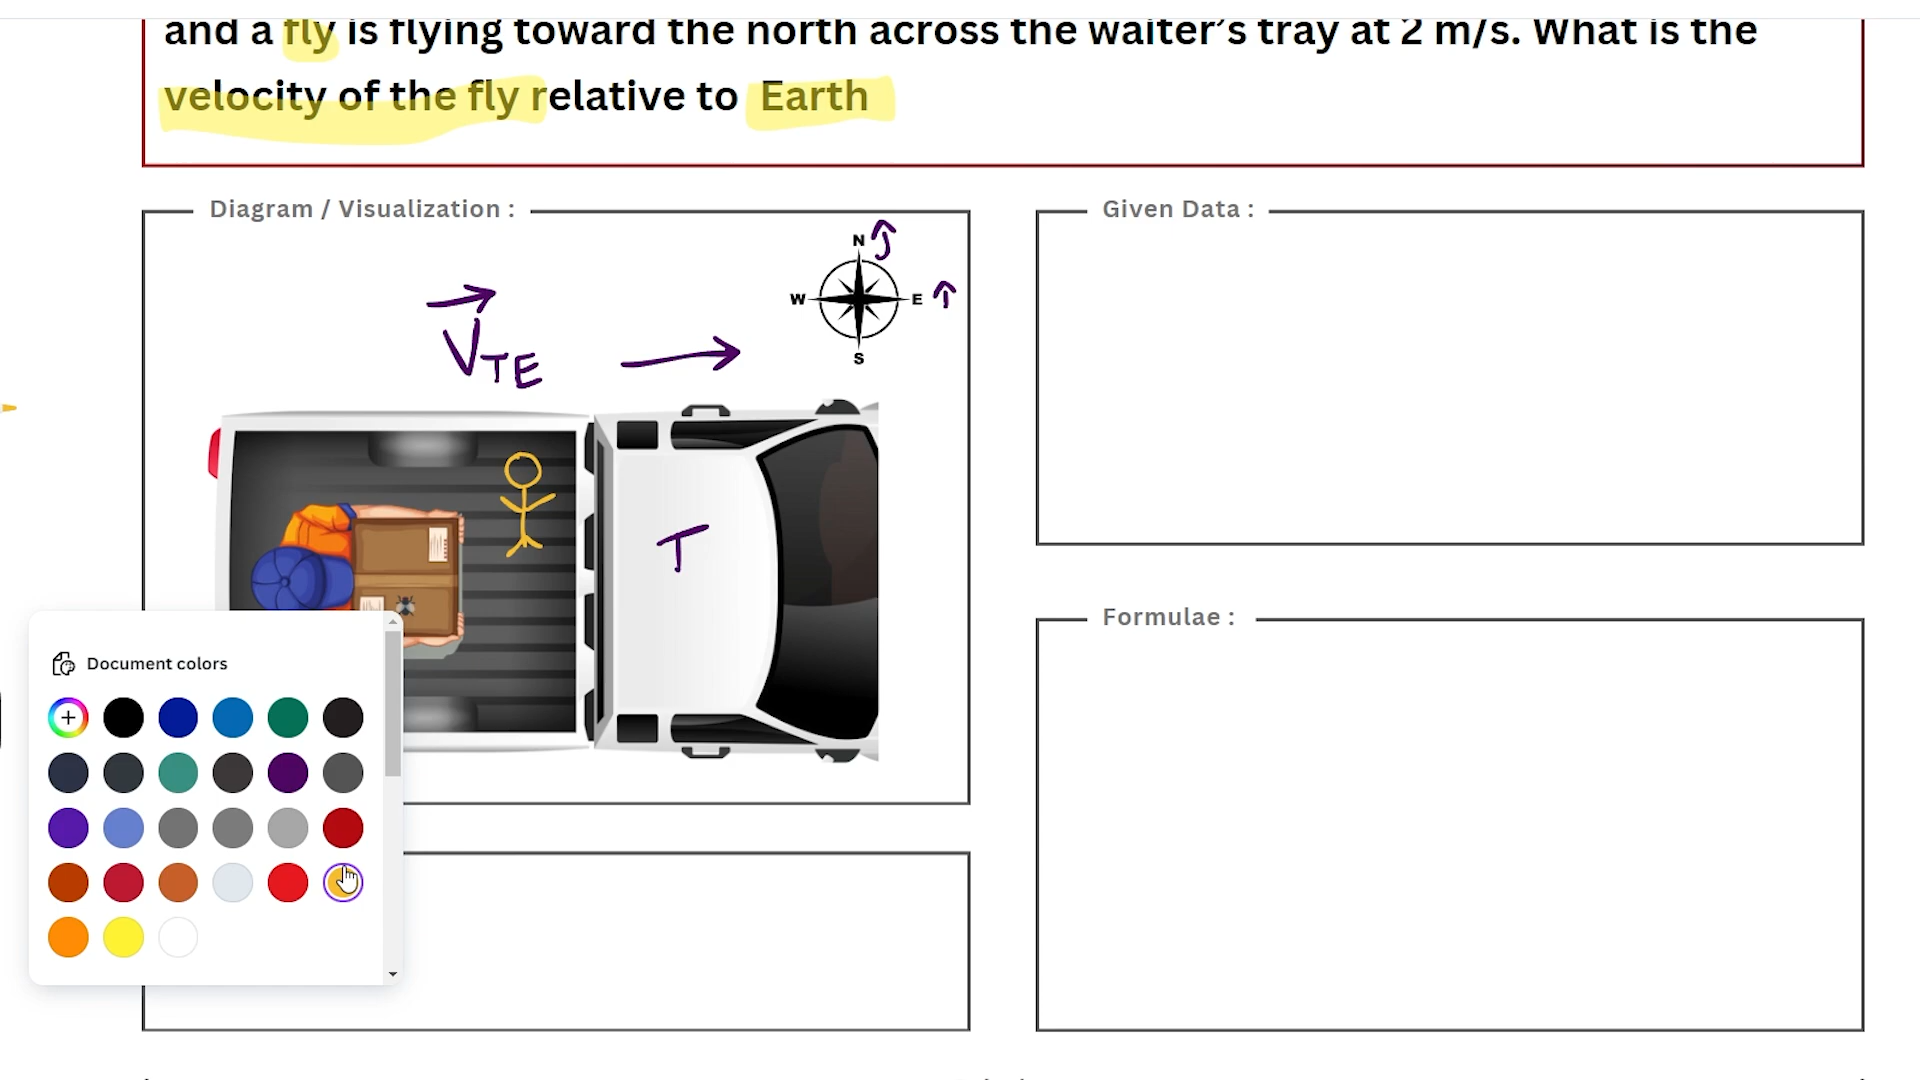 and a fly is flying toward the north across the waiter's tray at 2 m/s. What is the
velocity of the fly relative to Earth
Diagram / Visualization :
Given Data :
N
W E
S
V TE
T
Formulae :
Document colors